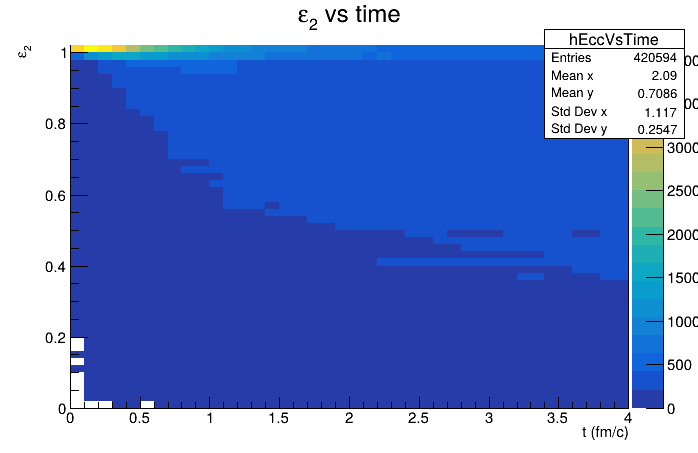 ε2 vs time
hEccVsTime
Entries 420594
Mean x 2.09
Mean y 0.7086
Std Dev x 1.117
Std Dev y 0.2547
ε2
1
0.8
0.6
0.4
0.2
0
0 0.5 1 1.5 2 2.5 3 3.5 4
t (fm/c)
3000
2500
2000
1500
1000
500
0